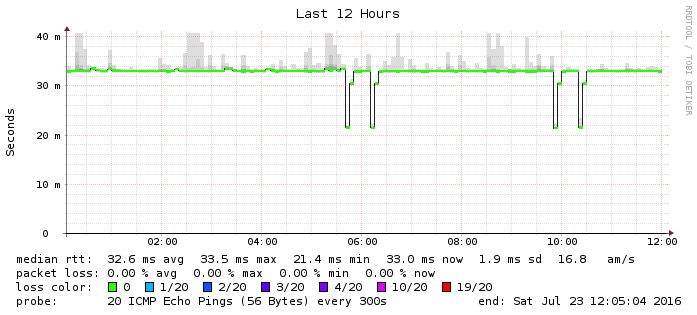 Last 12 Hours
RRDTOOL / TOBI OETIKER
Seconds
40 m
30 m
20 m
10 m
0
02:00 04:00 06:00 08:00 10:00 12:00
median rtt: 32.6 ms avg 33.5 ms max 21.4 ms min 33.0 ms now 1.9 ms sd 16.8 am/s
packet loss: 0.00 % avg 0.00 % max 0.00 % min 0.00 % now
loss color: 0 1/20 2/20 3/20 4/20 10/20 19/20
probe: 20 ICMP Echo Pings (56 Bytes) every 300s end: Sat Jul 23 12:05:04 2016